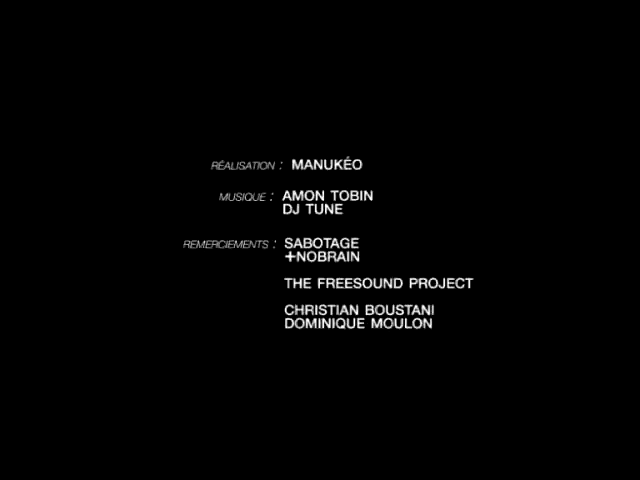 RÉALISATION : MANUKÉO
MUSIQUE : AMON TOBIN
DJ TUNE
REMERCIEMENTS : SABOTAGE
+NOBRAIN
THE FREESOUND PROJECT
CHRISTIAN BOUSTANI
DOMINIQUE MOULON